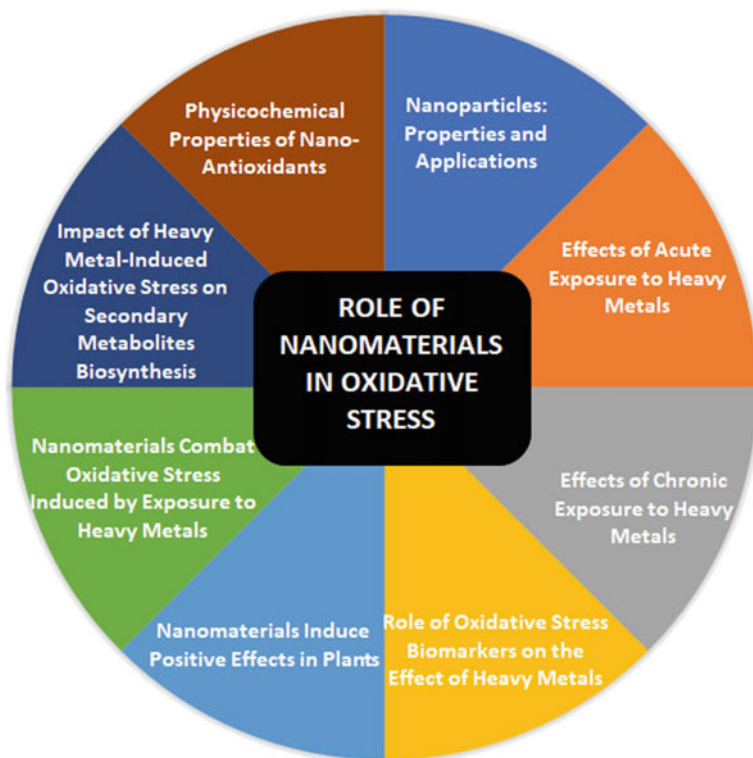 Physicochemical
Properties of Nano-
Antioxidants
Nanoparticles:
Properties and
Applications
Effects of Acute
Exposure to Heavy
Metals
Effects of Chronic
Exposure to Heavy
Metals
Role of Oxidative Stress
Biomarkers on the
Effect of Heavy Metals
Nanomaterials Induce
Positive Effects in Plants
Nanomaterials Combat
Oxidative Stress
Induced by Exposure to
Heavy Metals
Impact of Heavy
Metal-Induced
Oxidative Stress on
Secondary
Metabolites
Biosynthesis
ROLE OF
NANOMATERIALS
IN OXIDATIVE
STRESS